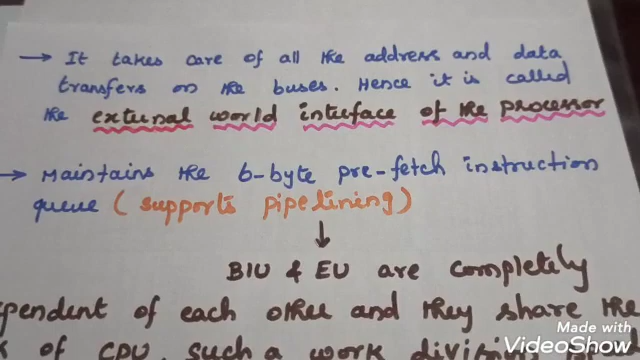 → It takes care of all the address and data
transfers on the buses. Hence it is called
the external world interface of the processor
→ Maintains the 6-byte pre-fetch instruction
queue (supports pipelining)
↓
BIU & EU are completely
pendent of each other and they share the
k of CPU. Such a work
Made with
VideoShow